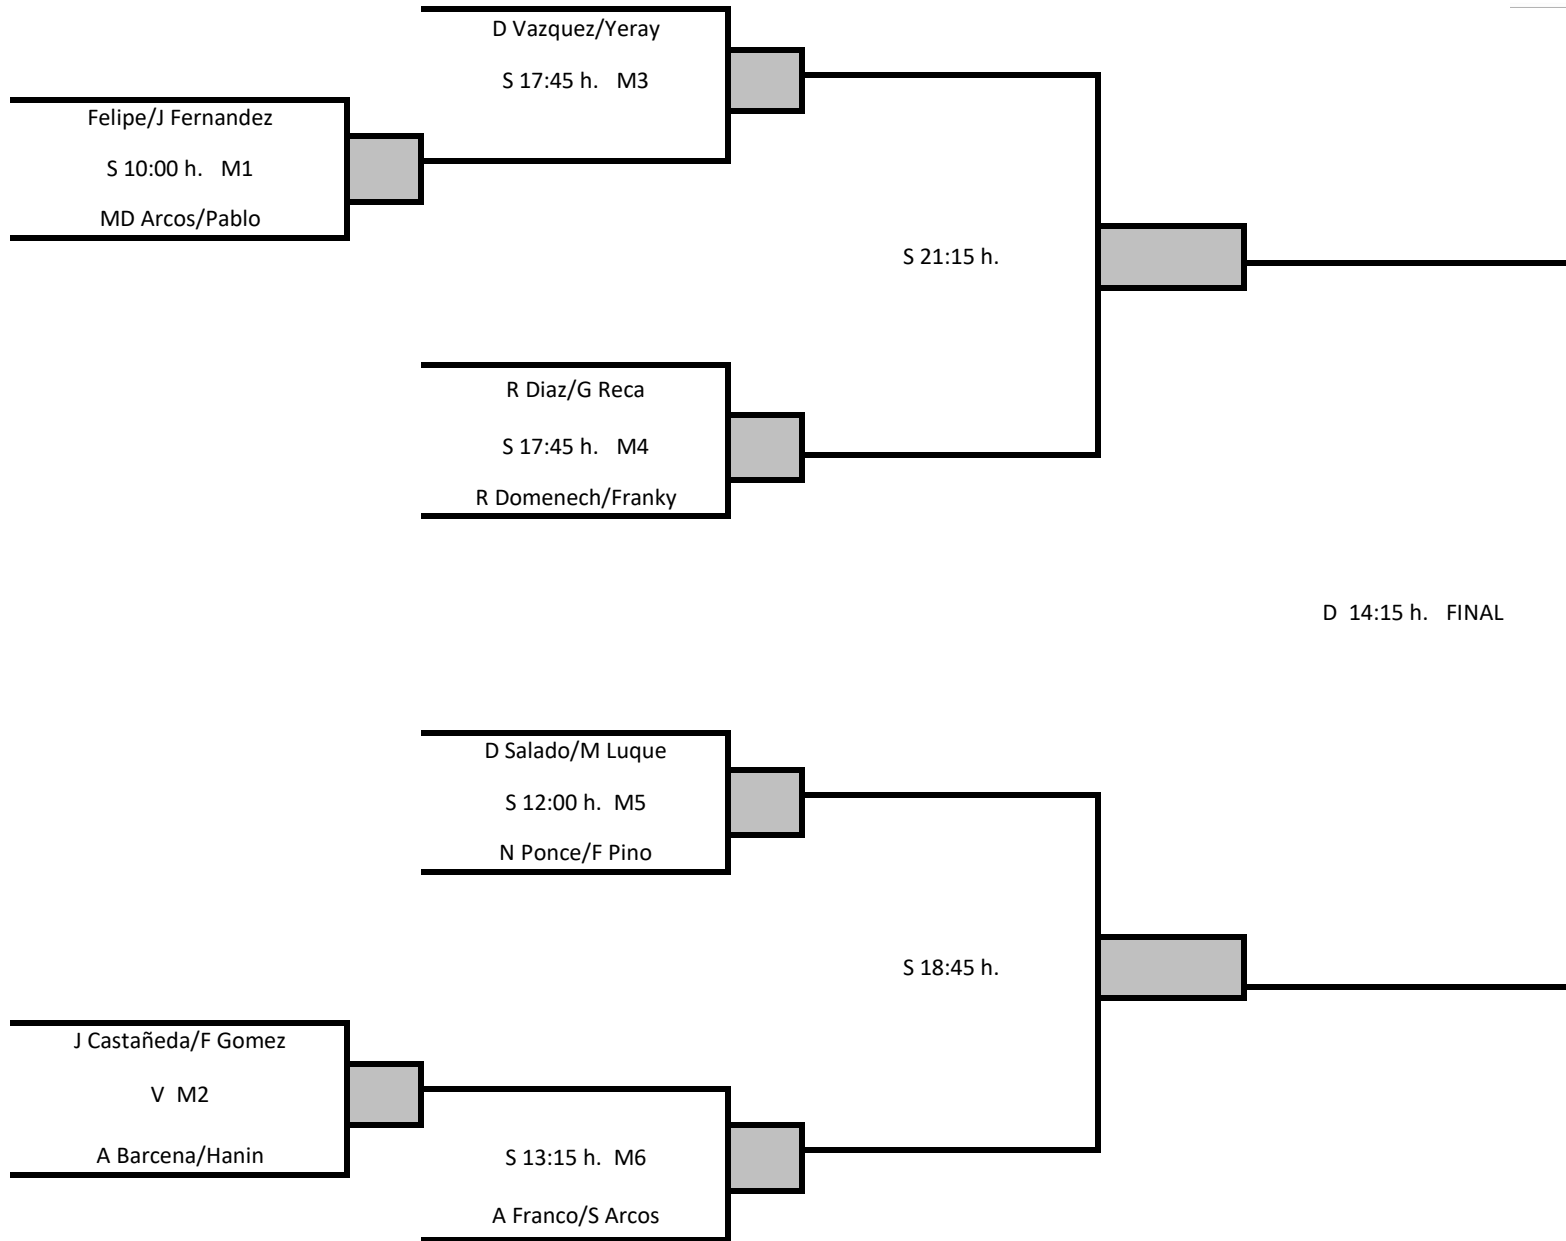 D Vazquez/Yeray
S 17:45 h. M3
Felipe/J Fernandez
S 10:00 h. M1
MD Arcos/Pablo
S 21:15 h.
R Diaz/G Reca
S 17:45 h. M4
R Domenech/Franky
D 14:15 h. FINAL
D Salado/M Luque
S 12:00 h. M5
N Ponce/F Pino
S 18:45 h.
J Castañeda/F Gomez
V M2
A Barcena/Hanin
S 13:15 h. M6
A Franco/S Arcos